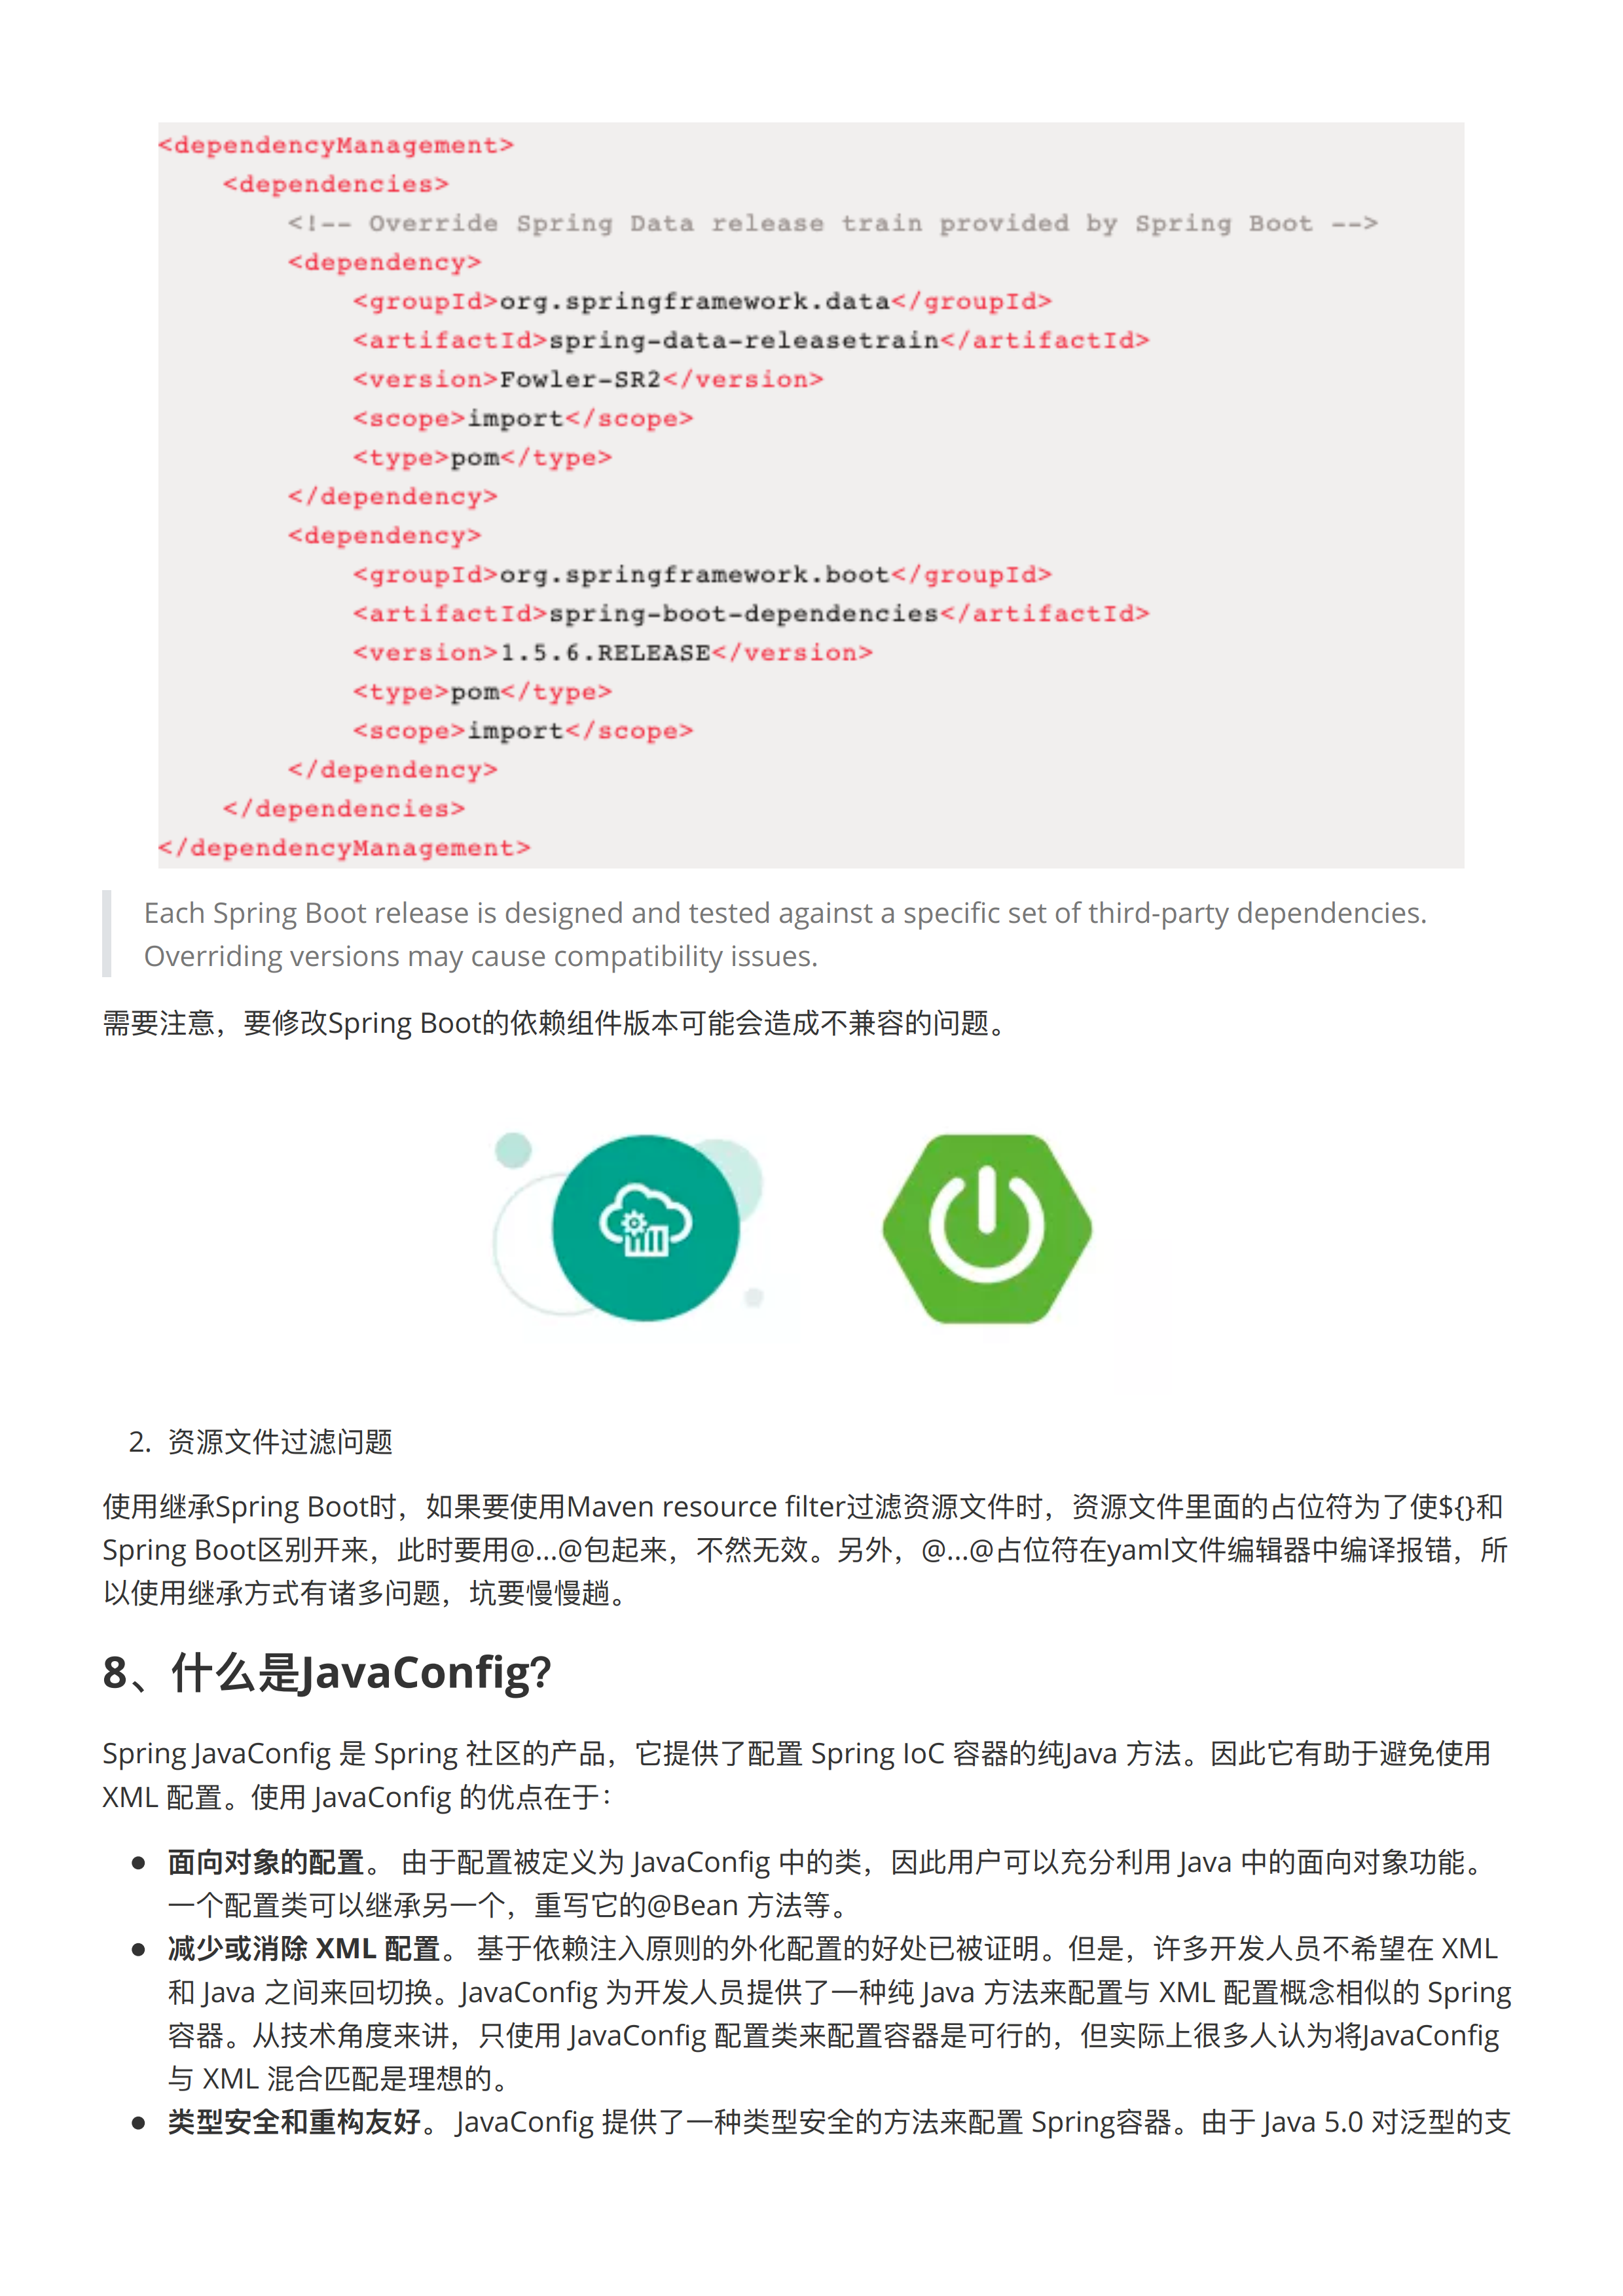 <dependencyManagement>
    <dependencies>
        <!-- Override Spring Data release train provided by Spring Boot -->
        <dependency>
            <groupId>org.springframework.data</groupId>
            <artifactId>spring-data-releasetrain</artifactId>
            <version>Fowler-SR2</version>
            <scope>import</scope>
            <type>pom</type>
        </dependency>
        <dependency>
            <groupId>org.springframework.boot</groupId>
            <artifactId>spring-boot-dependencies</artifactId>
            <version>1.5.6.RELEASE</version>
            <type>pom</type>
            <scope>import</scope>
        </dependency>
    </dependencies>
</dependencyManagement>
Each Spring Boot release is designed and tested against a specific set of third-party dependencies.
Overriding versions may cause compatibility issues.
需要注意，要修改Spring Boot的依赖组件版本可能会造成不兼容的问题。
2. 资源文件过滤问题
使用继承Spring Boot时，如果要使用Maven resource filter过滤资源文件时，资源文件里面的占位符为了使${}和
Spring Boot区别开来，此时要用@...@包起来，不然无效。另外，@...@占位符在yaml文件编辑器中编译报错，所
以使用继承方式有诸多问题，坑要慢慢趟。
8、什么是JavaConfig？
Spring JavaConfig 是 Spring 社区的产品，它提供了配置 Spring IoC 容器的纯Java 方法。因此它有助于避免使用
XML 配置。使用 JavaConfig 的优点在于：
● 面向对象的配置。 由于配置被定义为 JavaConfig 中的类，因此用户可以充分利用 Java 中的面向对象功能。
一个配置类可以继承另一个，重写它的@Bean 方法等。
● 减少或消除 XML 配置。 基于依赖注入原则的外化配置的好处已被证明。但是，许多开发人员不希望在 XML
和 Java 之间来回切换。JavaConfig 为开发人员提供了一种纯 Java 方法来配置与 XML 配置概念相似的 Spring
容器。从技术角度来讲，只使用 JavaConfig 配置类来配置容器是可行的，但实际上很多人认为将JavaConfig
与 XML 混合匹配是理想的。
● 类型安全和重构友好。 JavaConfig 提供了一种类型安全的方法来配置 Spring容器。由于 Java 5.0 对泛型的支